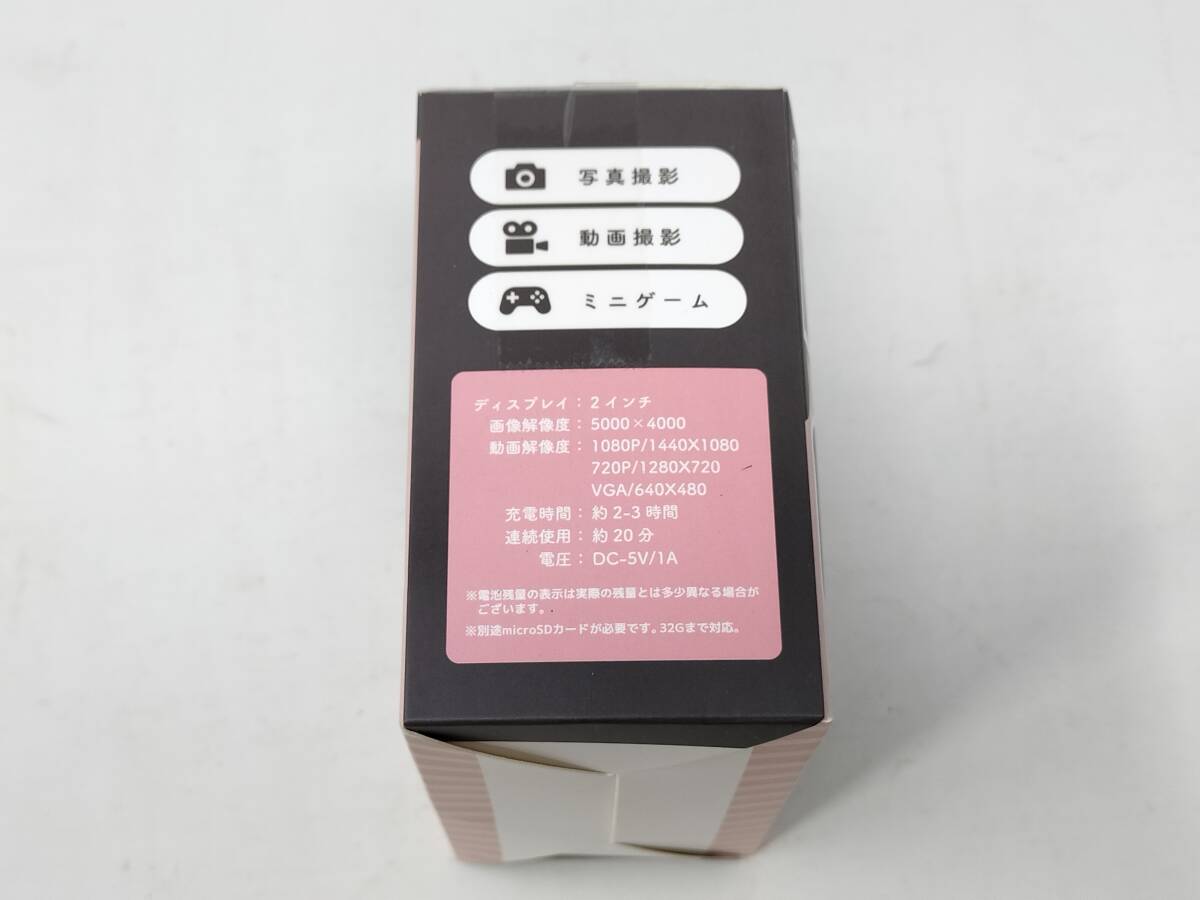 写真撮影
動画撮影
ミニゲーム
ディスプレイ：2インチ
画像解像度：5000×4000
動画解像度：1080P/1440X1080
720P/1280X720
VGA/640X480
充電時間：約2-3時間
連続使用：約20分
電圧：DC-5V/1A
※電池残量の表示は実際の残量とは多少異なる場合が
ございます。
※別途microSDカードが必要です。32Gまで対応。